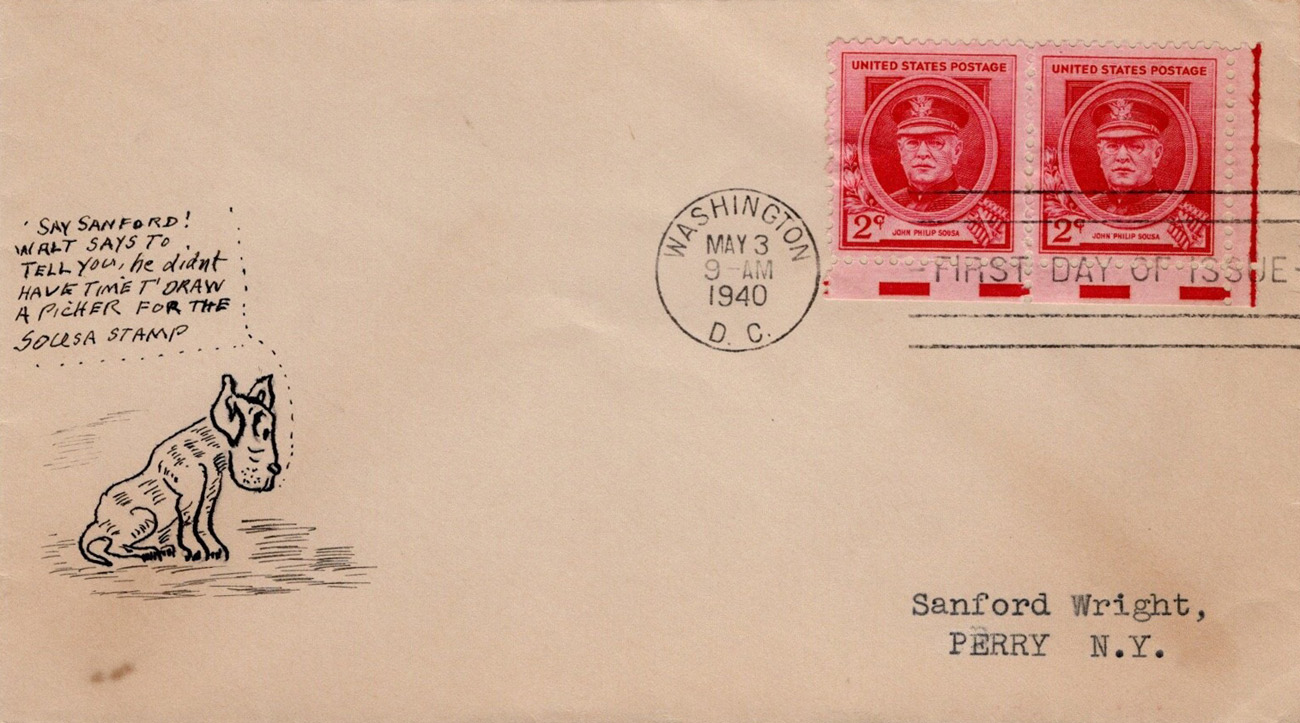 'SAY SANFORD!
WALT SAYS TO
TELL YOU, he didnt
HAVE TIME T' DRAW
A PICHER FOR THE
SOUSA STAMP
UNITED STATES POSTAGE
2¢ JOHN PHILIP SOUSA
UNITED STATES POSTAGE
2¢ JOHN PHILIP SOUSA
WASHINGTON
MAY 3
9-AM
1940
D. C.
FIRST DAY OF ISSUE
Sanford Wright,
PERRY N.Y.